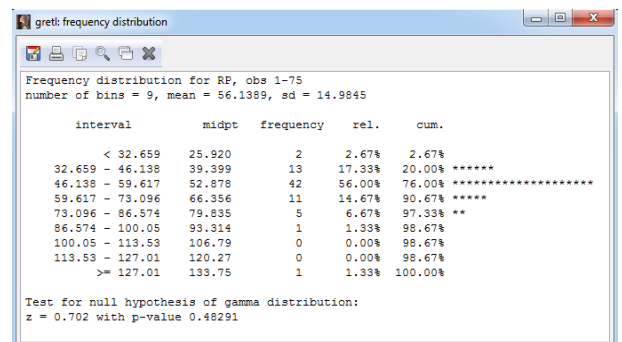 gretl: frequency distribution
Frequency distribution for RP, obs 1-75
number of bins = 9, mean = 56.1389, sd = 14.9845
interval midpt frequency rel. cum.
< 32.659 25.920 2 2.67% 2.67%
32.659 - 46.138 39.399 13 17.33% 20.00% ******
46.138 - 59.617 52.878 42 56.00% 76.00% ********************
59.617 - 73.096 66.356 11 14.67% 90.67% *****
73.096 - 86.574 79.835 5 6.67% 97.33% **
86.574 - 100.05 93.314 1 1.33% 98.67%
100.05 - 113.53 106.79 0 0.00% 98.67%
113.53 - 127.01 120.27 0 0.00% 98.67%
>= 127.01 133.75 1 1.33% 100.00%
Test for null hypothesis of gamma distribution:
z = 0.702 with p-value 0.48291